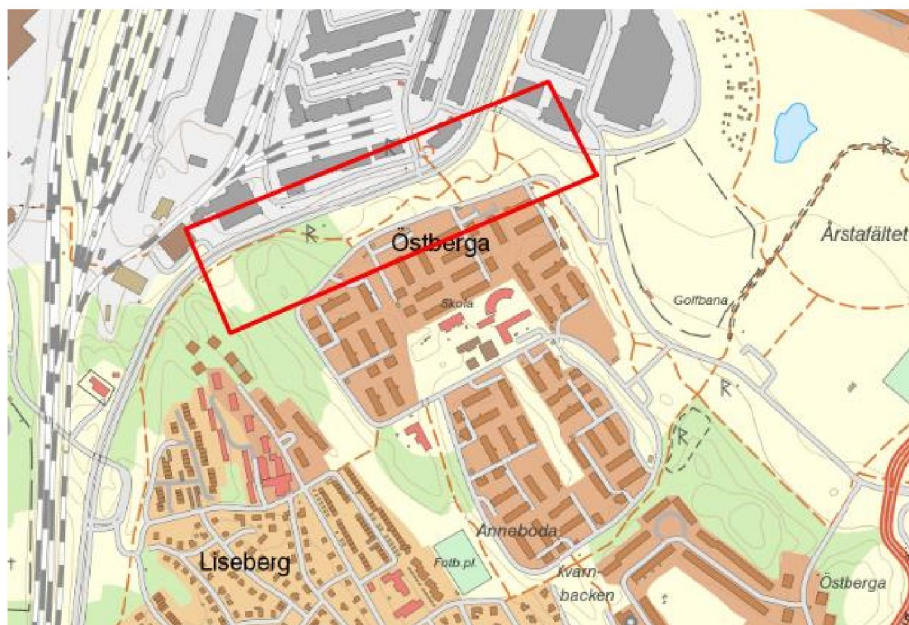 Östberga
Årstafältet
Skola
Golfbana
Anneboda
Liseberg
Fotb.pl.
Kvarn-
backen
Östberga